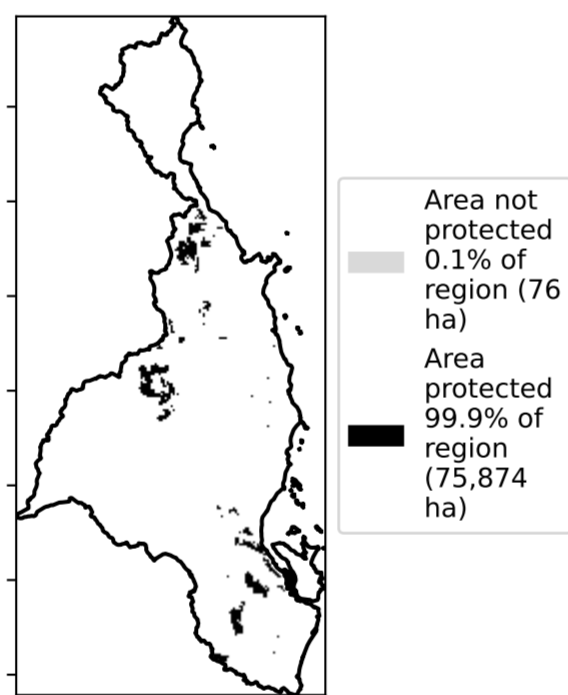 Area not
protected
0.1% of
region (76
ha)
Area
protected
99.9% of
region
(75,874
ha)